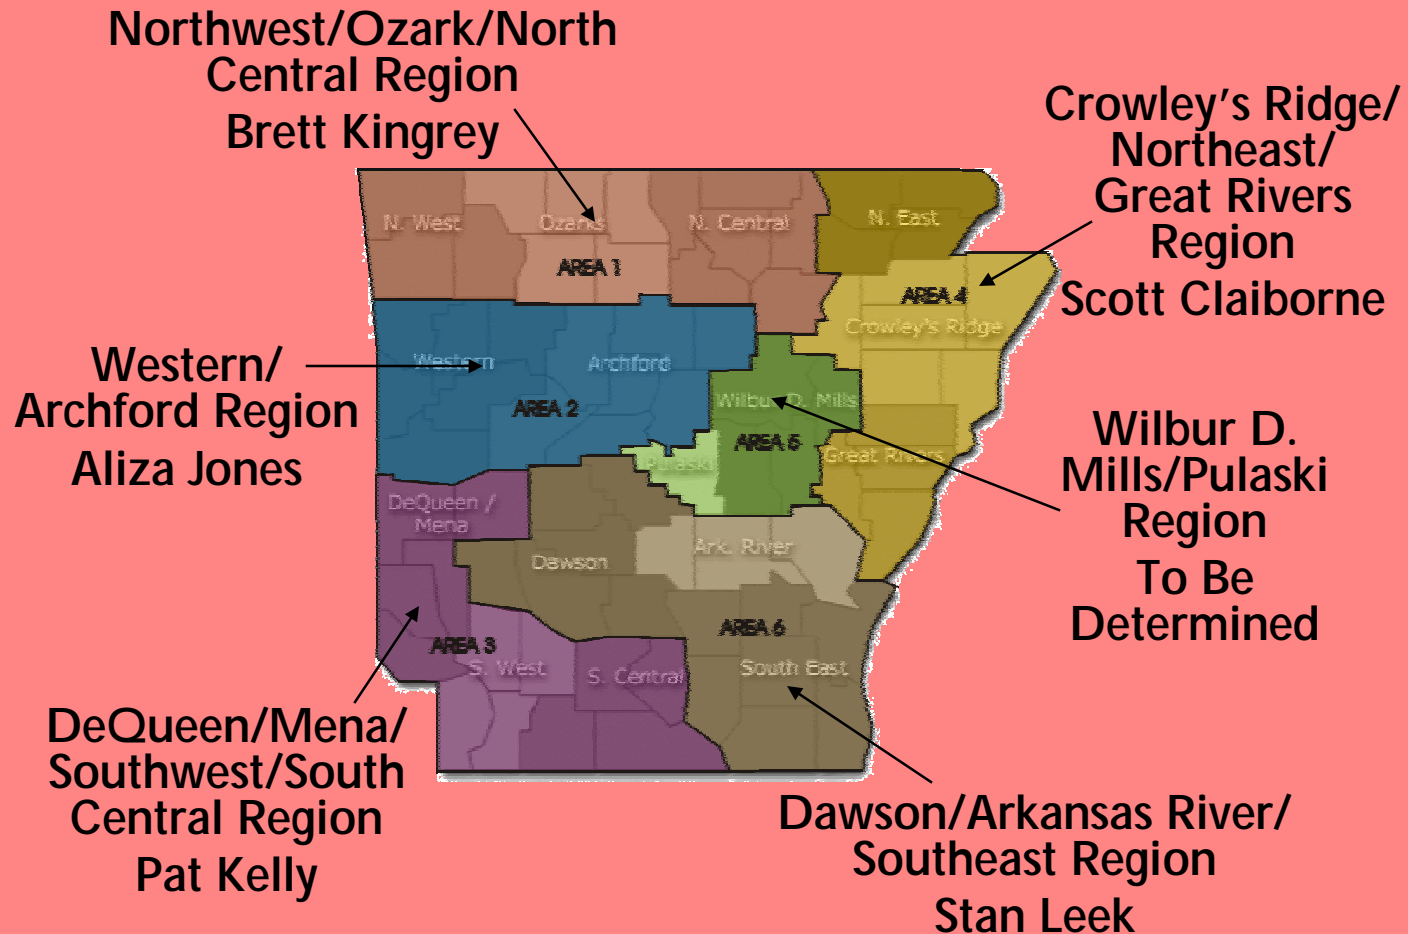 Northwest/Ozark/North
Central Region
Brett Kingrey
Crowley's Ridge/
Northeast/
Great Rivers
Region
Scott Claiborne
Western/
Archford Region
Aliza Jones
Wilbur D.
Mills/Pulaski
Region
To Be
Determined
DeQueen/Mena/
Southwest/South
Central Region
Pat Kelly
Dawson/Arkansas River/
Southeast Region
Stan Leek
N. West
Ozarks
N. Central
N. East
AREA 1
AREA 4
Crowley's Ridge
Western
Archford
AREA 2
Wilbur D. Mills
AREA 5
Pulaski
Great Rivers
DeQueen /
Mena
Dawson
Ark. River
AREA 3
S. West
S. Central
AREA 6
South East